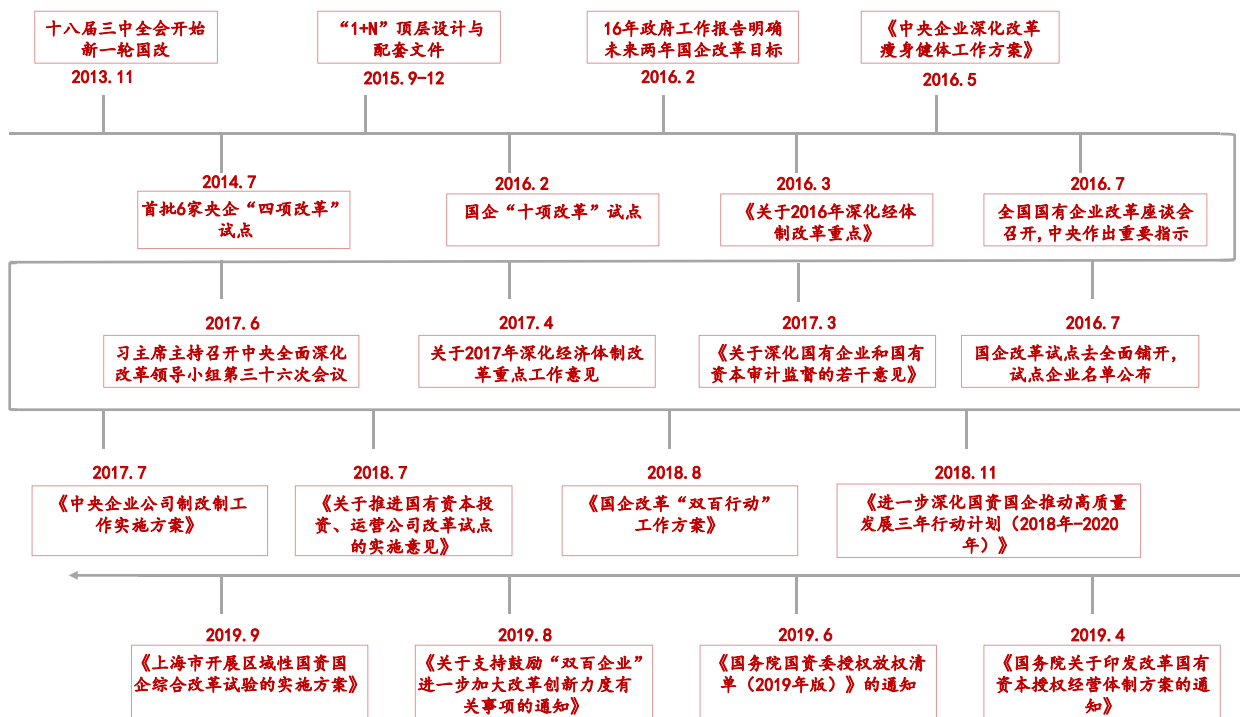 十八届三中全会开始
新一轮国改
2013.11
“1+N”顶层设计与
配套文件
2015.9-12
16年政府工作报告明确
未来两年国企改革目标
2016.2
《中央企业深化改革
瘦身健体工作方案》
2016.5
2014.7
首批6家央企“四项改革”
试点
2016.2
国企“十项改革”试点
2016.3
《关于2016年深化经体
制改革重点》
2016.7
全国国有企业改革座谈会
召开,中央作出重要指示
2017.6
习主席主持召开中央全面深化
改革领导小组第三十六次会议
2017.4
关于2017年深化经济体制改
革重点工作意见
2017.3
《关于深化国有企业和国有
资本审计监督的若干意见》
2016.7
国企改革试点去全面铺开,
试点企业名单公布
2017.7
《中央企业公司制改制工
作实施方案》
2018.7
《关于推进国有资本投
资、运营公司改革试点
的实施意见》
2018.8
《国企改革“双百行动”
工作方案》
2018.11
《进一步深化国资国企推动高质量
发展三年行动计划（2018年-2020
年）》
2019.9
《上海市开展区域性国资国
企综合改革试验的实施方案》
2019.8
《关于支持鼓励“双百企业”
进一步加大改革创新力度有
关事项的通知》
2019.6
《国务院国资委授权放权清
单（2019年版）》的通知
2019.4
《国务院关于印发改革国有
资本授权经营体制方案的通
知》